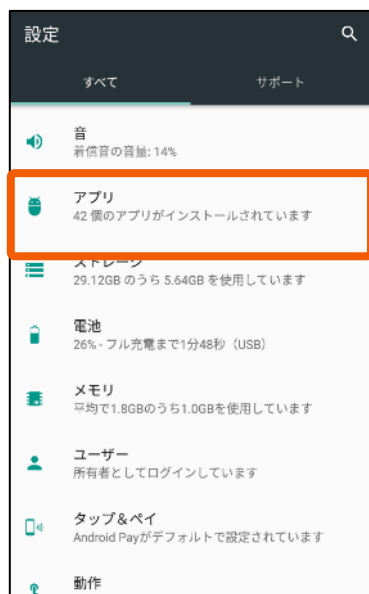 設定
すべて
サポート
音
着信音の音量: 14%
アプリ
42 個のアプリがインストールされています
ストレージ
29.12GB のうち 5.64GB を使用しています
電池
26% - フル充電まで1分48秒（USB）
メモリ
平均で1.8GBのうち1.0GBを使用しています
ユーザー
所有者としてログインしています
タップ＆ペイ
Android Payがデフォルトで設定されています
動作